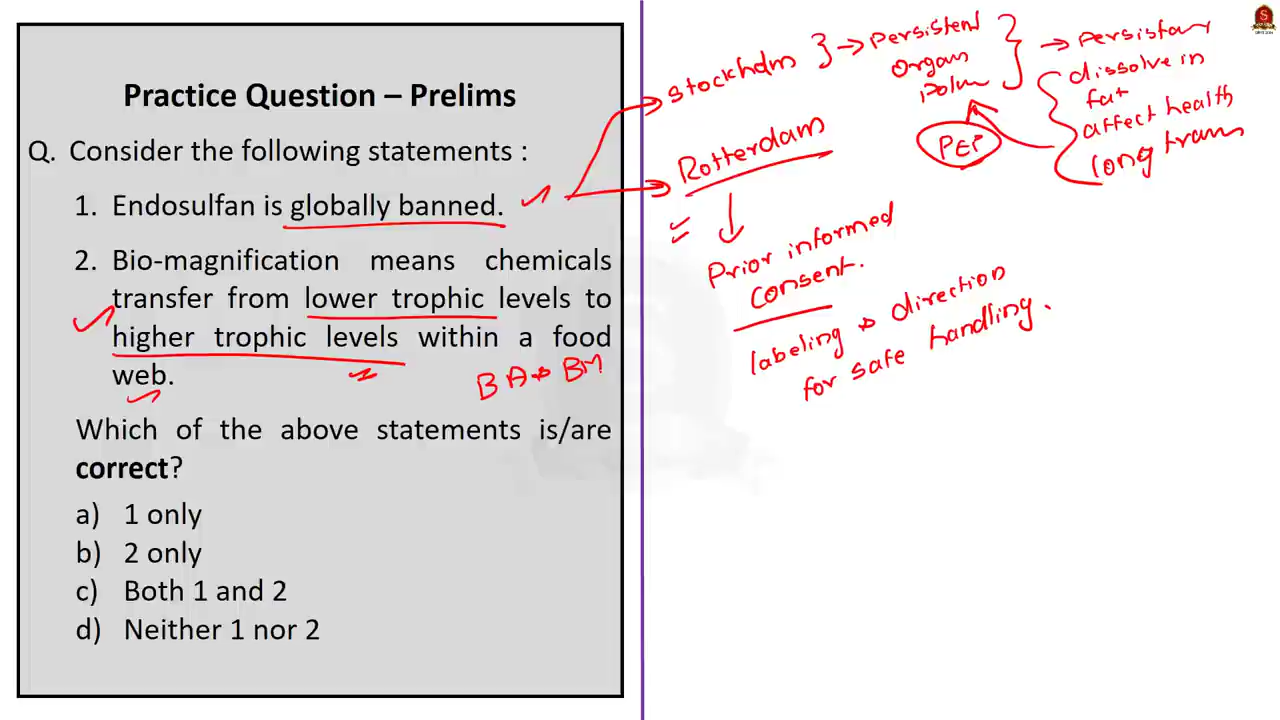 Practice Question – Prelims
Q. Consider the following statements :
1. Endosulfan is globally banned.
2. Bio-magnification means chemicals
transfer from lower trophic levels to
higher trophic levels within a food
web.
BA → BM
Which of the above statements is/are
correct?
a) 1 only
b) 2 only
c) Both 1 and 2
d) Neither 1 nor 2
Stockholm } → Persistent
Organ
Pollu
→ Persistan
dissolve in
fat
affect health
long trans
PEP
Rotterdam
Prior informed
Consent.
labeling → direction
for safe handling.